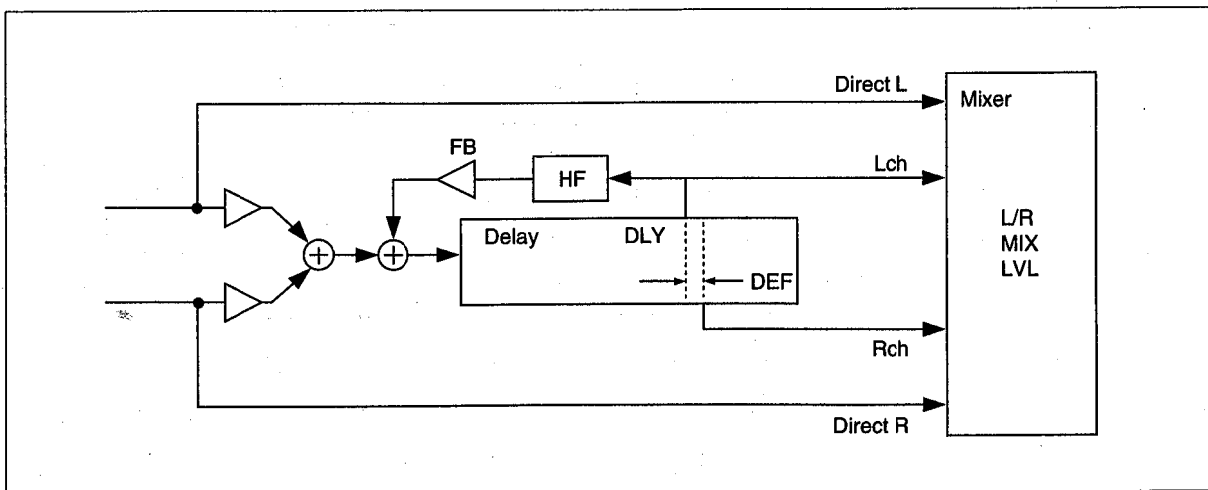 Direct L
Mixer
FB
HF
Lch
Delay
DLY
L/R
MIX
LVL
DEF
Rch
Direct R